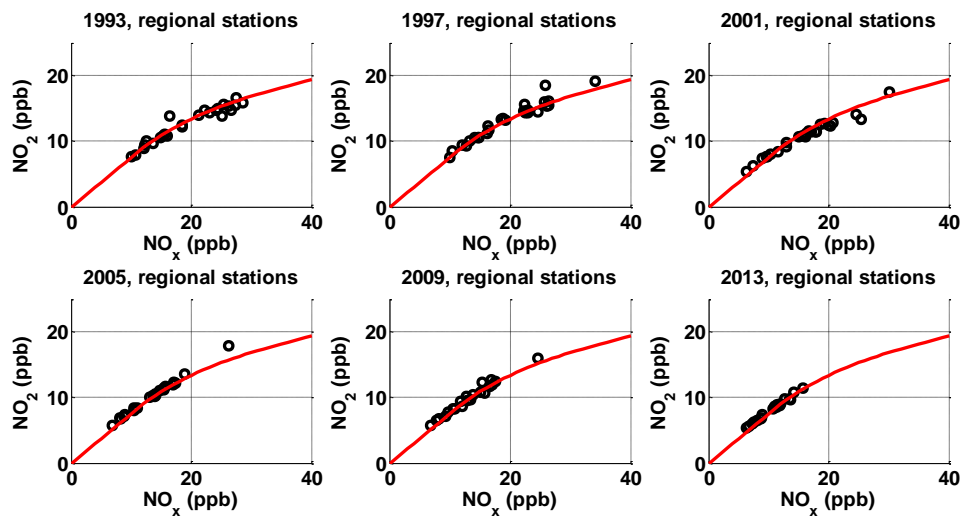 1993, regional stations
NO2 (ppb)
20
10
0
0 20 40
NOx (ppb)
1997, regional stations
NO2 (ppb)
20
10
0
0 20 40
NOx (ppb)
2001, regional stations
NO2 (ppb)
20
10
0
0 20 40
NOx (ppb)
2005, regional stations
NO2 (ppb)
20
10
0
0 20 40
NOx (ppb)
2009, regional stations
NO2 (ppb)
20
10
0
0 20 40
NOx (ppb)
2013, regional stations
NO2 (ppb)
20
10
0
0 20 40
NOx (ppb)